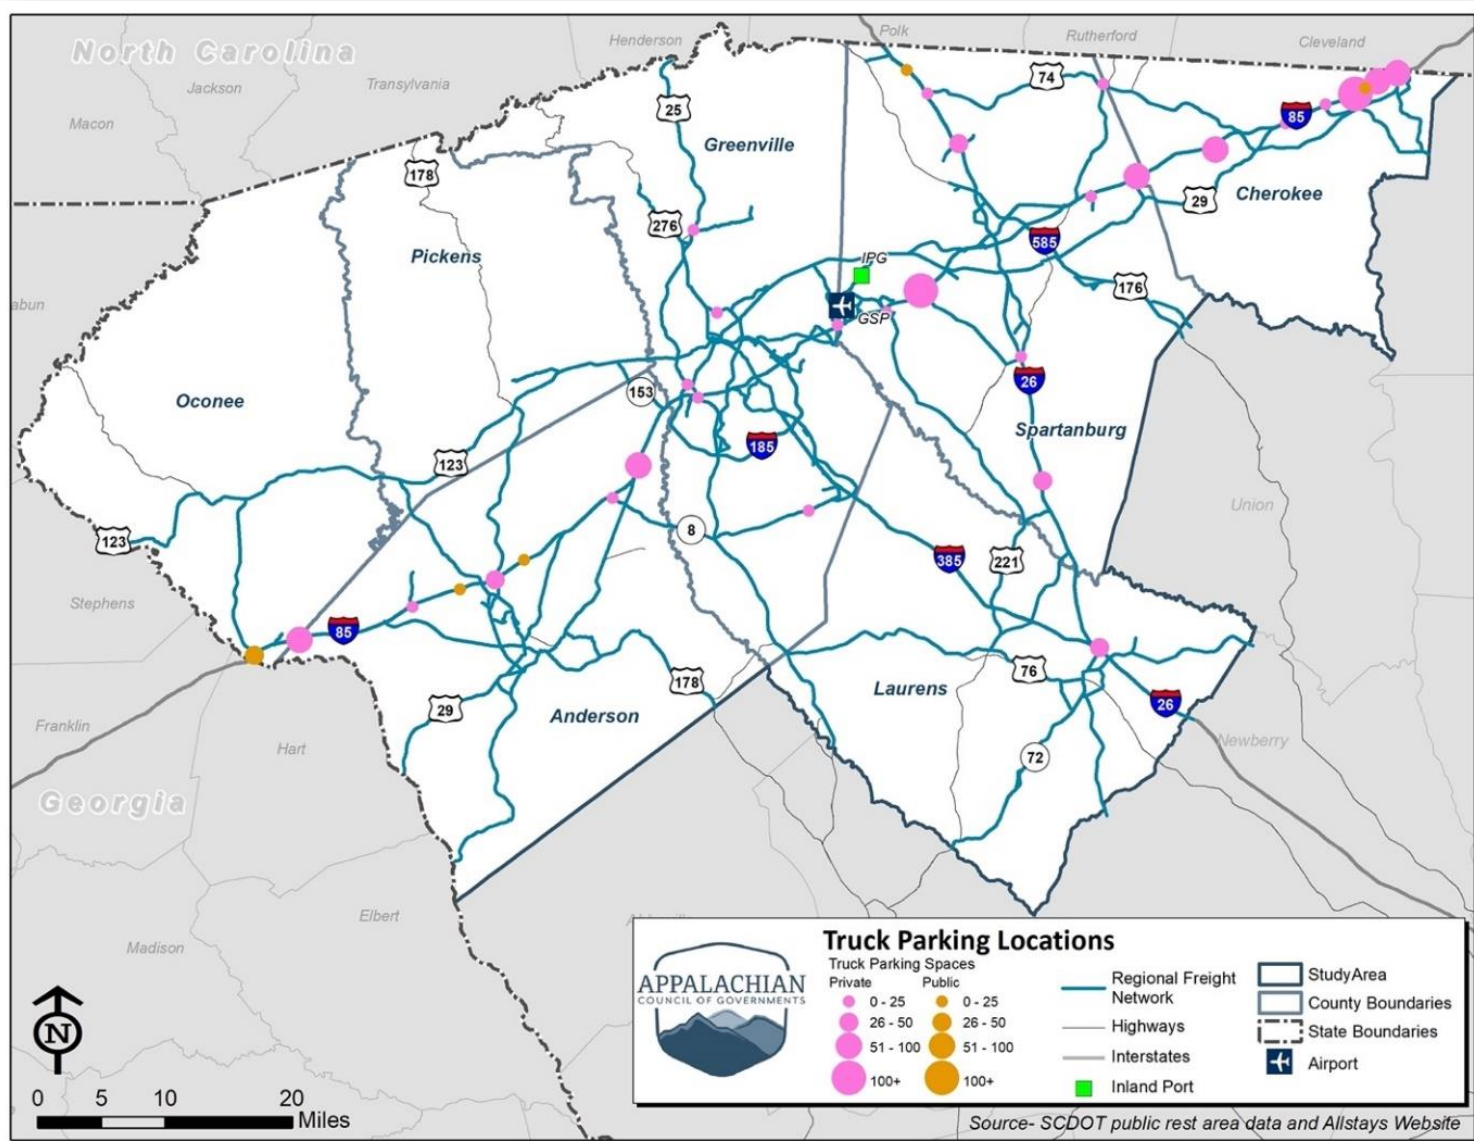 North Carolina
Henderson
Polk
Rutherford
Cleveland
Jackson
Transylvania
Macon
74
25
85
Greenville
178
29
Cherokee
276
585
Pickens
IPG
176
abun
GSP
26
153
Oconee
Spartanburg
185
123
Union
8
123
385
221
Stephens
85
76
178
Laurens
26
29
Anderson
Franklin
Hart
Newberry
72
Georgia
Elbert
Madison
N
0 5 10 20
Miles
APPALACHIAN
COUNCIL OF GOVERNMENTS
Truck Parking Locations
Truck Parking Spaces
Private Public
0 - 25 0 - 25
26 - 50 26 - 50
51 - 100 51 - 100
100+ 100+
Regional Freight
Network
Highways
Interstates
Inland Port
StudyArea
County Boundaries
State Boundaries
Airport
Source- SCDOT public rest area data and Allstays Website